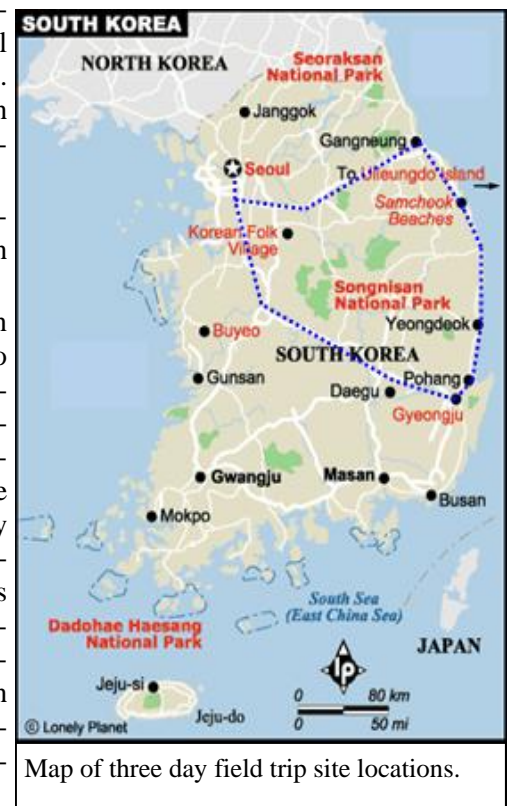 SOUTH KOREA
NORTH KOREA
Seoraksan
National Park
Janggok
Gangneung
Seoul
To Ulleungdo Island
Samcheok
Beaches
Korean Folk
Village
Songnisan
National Park
Buyeo
Yeongdeok
SOUTH KOREA
Gunsan
Pohang
Daegu
Gyeongju
Gwangju
Masan
Busan
Mokpo
South Sea
(East China Sea)
Dadohae Haesang
National Park
JAPAN
lp
Jeju-si
Jeju-do
0 80 km
0 50 mi
© Lonely Planet
Map of three day field trip site locations.